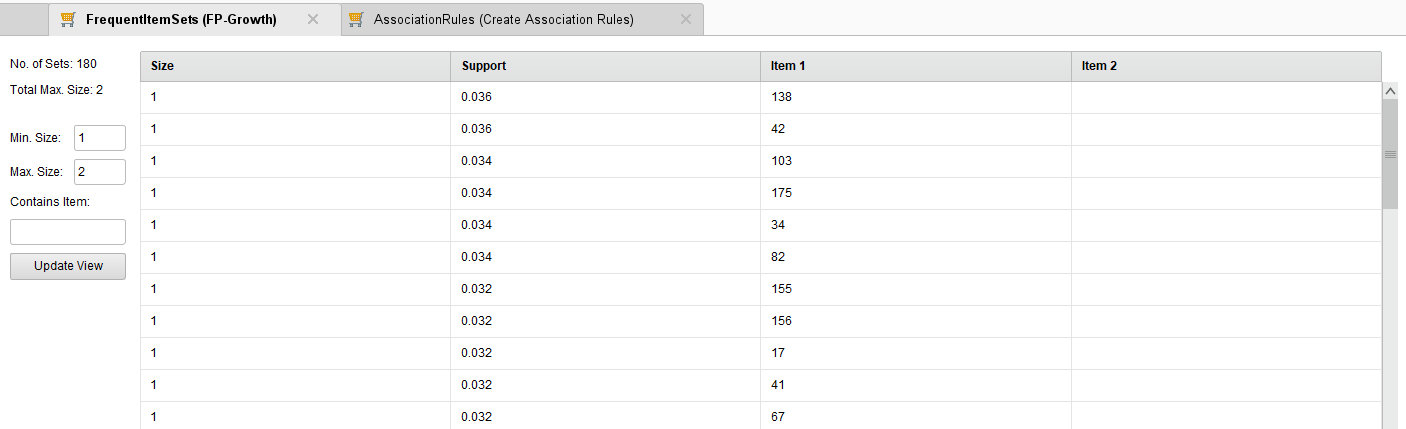 FrequentItemSets (FP-Growth) AssociationRules (Create Association Rules)
No. of Sets: 180
Total Max. Size: 2
Min. Size: 1
Max. Size: 2
Contains Item:
Update View
Size Support Item 1 Item 2
1 0.036 138
1 0.036 42
1 0.034 103
1 0.034 175
1 0.034 34
1 0.034 82
1 0.032 155
1 0.032 156
1 0.032 17
1 0.032 41
1 0.032 67